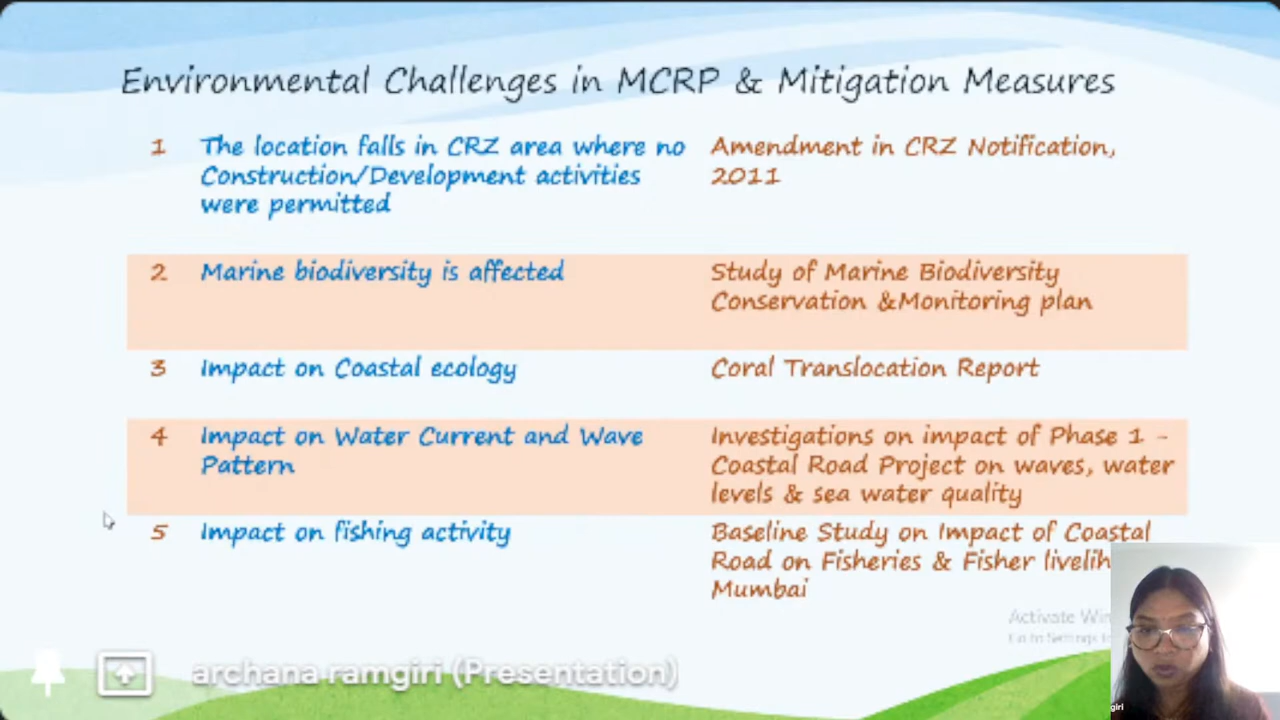 Environmental Challenges in MCRP & Mitigation Measures
1 The location falls in CRZ area where no Amendment in CRZ Notification,
Construction/Development activities 2011
were permitted
2 Marine biodiversity is affected Study of Marine Biodiversity
Conservation &Monitoring plan
3 Impact on Coastal ecology Coral Translocation Report
4 Impact on Water Current and Wave Investigations on impact of Phase 1 -
Pattern Coastal Road Project on waves, water
levels & sea water quality
5 Impact on fishing activity Baseline Study on Impact of Coastal
Road on Fisheries & Fisher
Mumbai
Activate
archana ramgiri (Presentation)